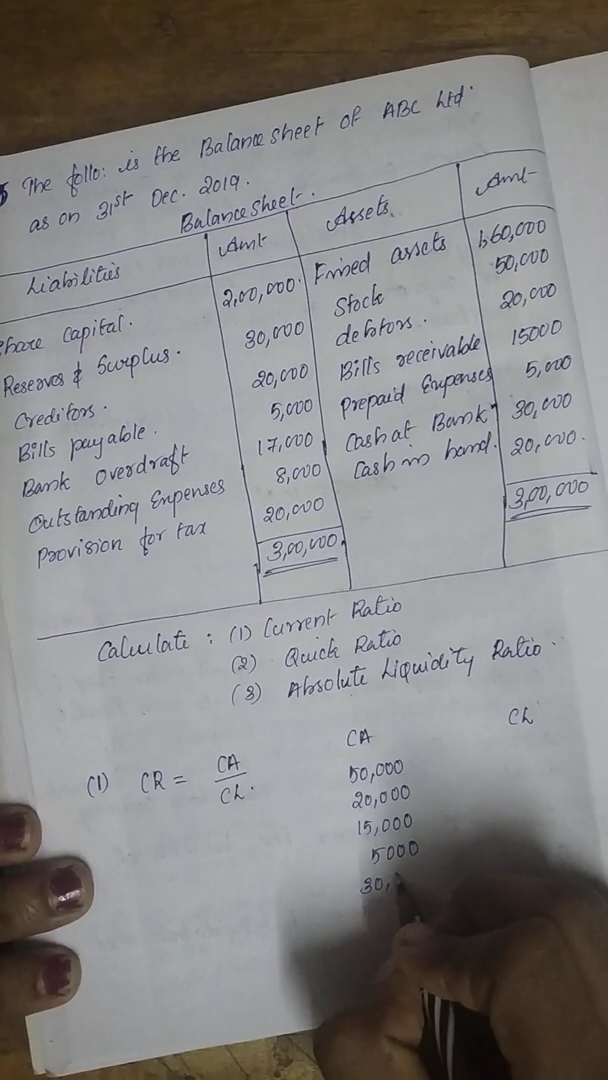 5 The follo: is the Balance sheet of ABC Ltd.
as on 31st Dec. 2019.
Balance sheet.
Liabilities Amt Assets Amt
Share capital. 2,00,000. Fixed assets 1,60,000
Reserves & Surplus. 30,000 Stock 50,000
Creditors. 20,000 debtors. 20,000
Bills payable. 5,000 Bills receivable 15000
Bank Overdraft 17,000 Prepaid Expenses 5,000
Outstanding Expenses 8,000 Cash at Bank 30,000
Provision for tax 20,000 Cash in hand. 20,000.
3,00,000. 3,00,000
Calculate : (1) Current Ratio
(2) Quick Ratio
(3) Absolute Liquidity Ratio.
CA CL
(1) CR = CA / CL. 50,000
20,000
15,000
5000
30,